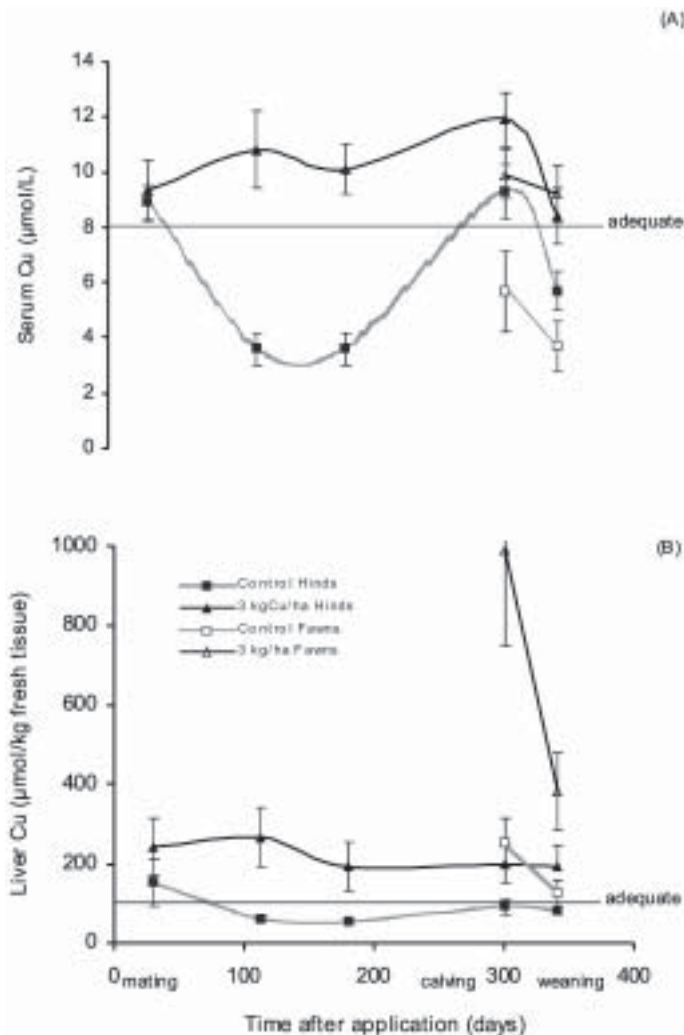 (A)
14
12
10
8
6
4
2
0
Serum Cu (µmol/L)
adequate
(B)
1000
800
600
400
200
0
Liver Cu (µmol/kg fresh tissue)
Control Hinds
3 kgCu/ha Hinds
Control Fawns
3 kg/ha Fawns
adequate
0 mating 100 200 calving 300 weaning 400
Time after application (days)